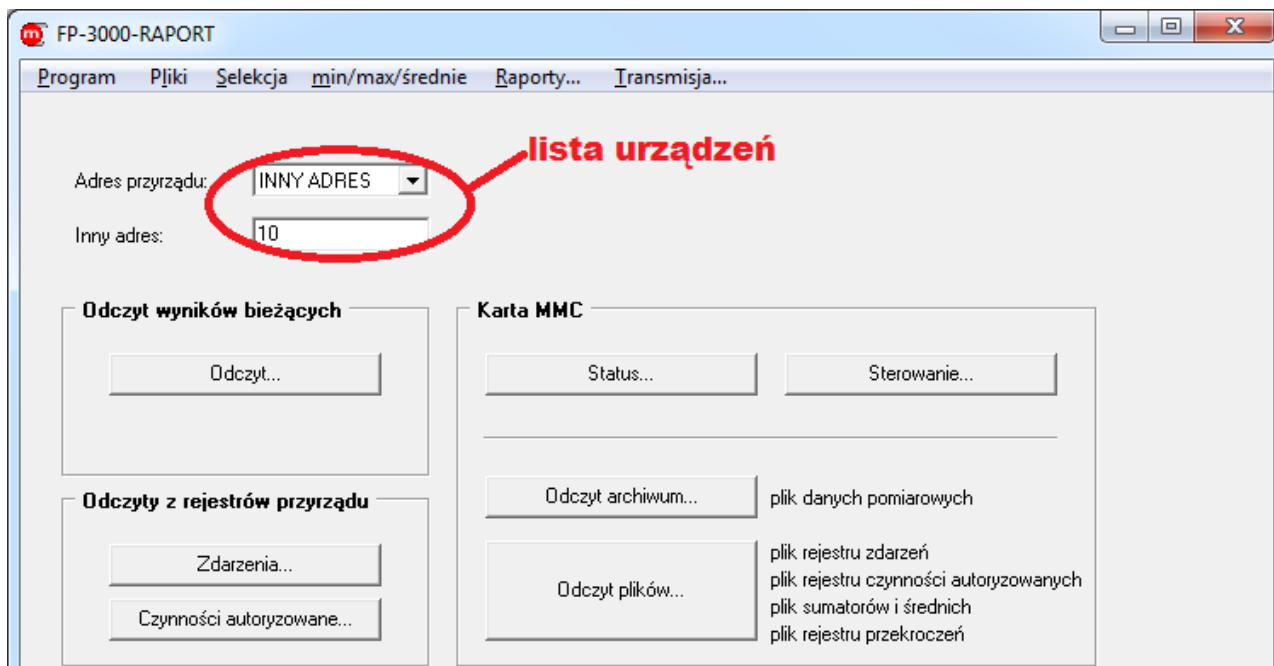 FP-3000-RAPORT
Program Pliki Selekcja min/max/średnie Raporty... Transmisja...
lista urządzeń
Adres przyrządu: INNY ADRES
Inny adres: 10
Odczyt wyników bieżących
Odczyt...
Karta MMC
Status... Sterowanie...
Odczyty z rejestrów przyrządu
Zdarzenia...
Czynności autoryzowane...
Odczyt archiwum... plik danych pomiarowych
Odczyt plików...
plik rejestru zdarzeń
plik rejestru czynności autoryzowanych
plik sumatorów i średnich
plik rejestru przekroczeń